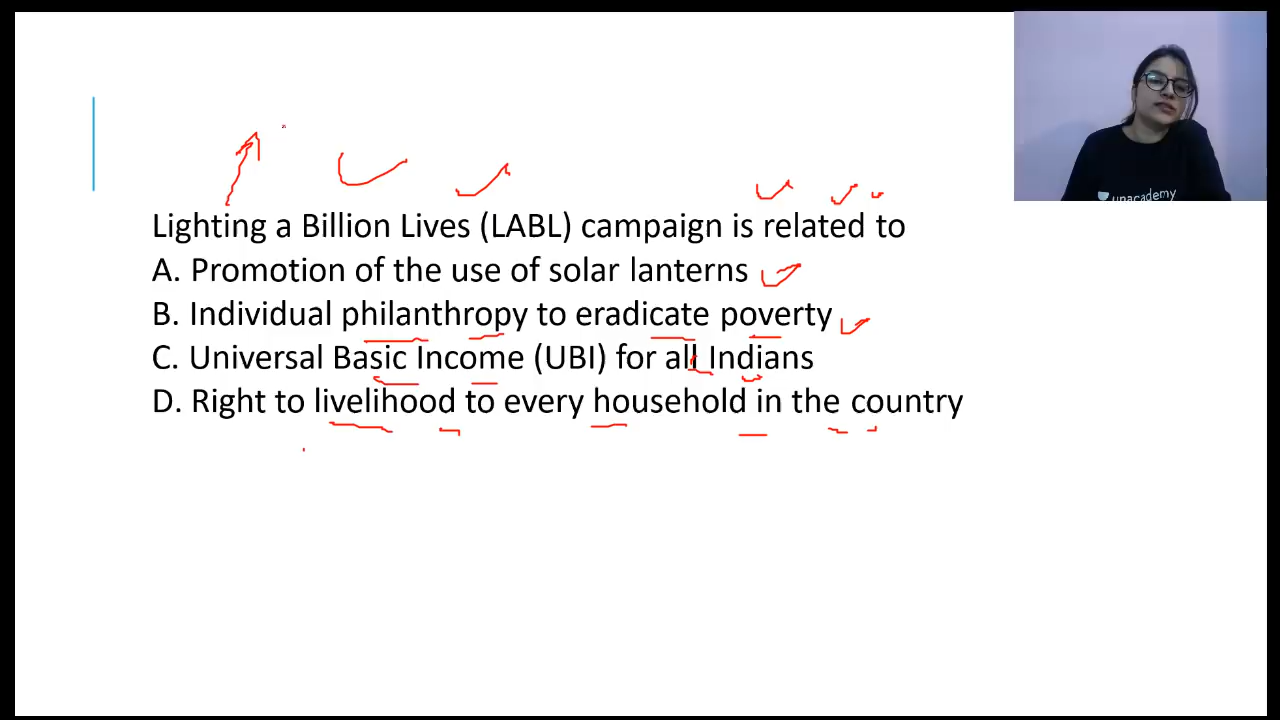 unacademy
Lighting a Billion Lives (LABL) campaign is related to
A. Promotion of the use of solar lanterns
B. Individual philanthropy to eradicate poverty
C. Universal Basic Income (UBI) for all Indians
D. Right to livelihood to every household in the country